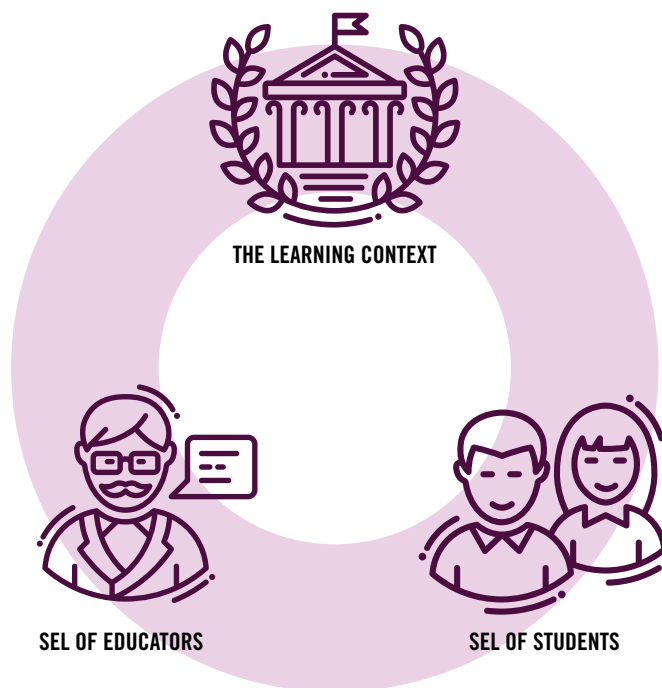 THE LEARNING CONTEXT
SEL OF EDUCATORS
SEL OF STUDENTS